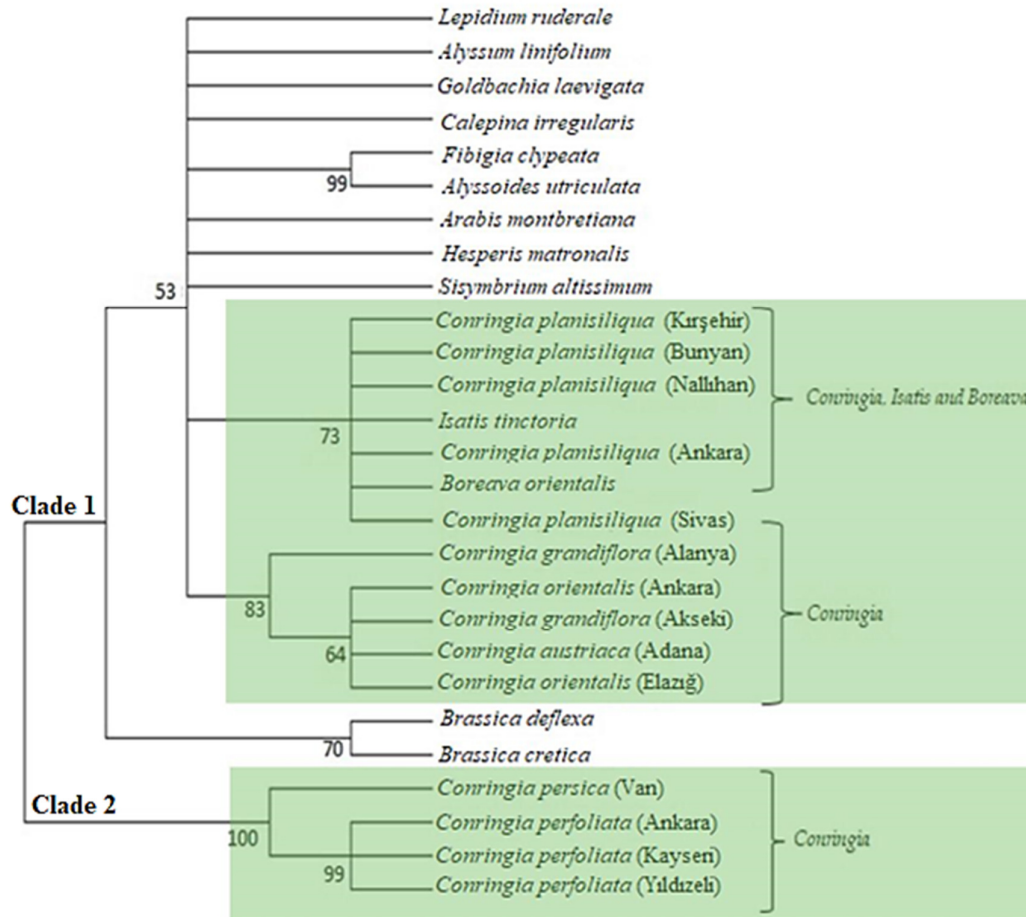 Lepidium ruderale
Alyssum linifolium
Goldbachia laevigata
Calepina irregularis
Fibigia clypeata
99
Alyssoides utriculata
Arabis montbretiana
Hesperis matronalis
53
Sisymbrium altissimum
Conringia planisiliqua (Kırşehir)
Conringia planisiliqua (Bunyan)
Conringia planisiliqua (Nallıhan)
Conringia, Isatis and Boreava
Isatis tinctoria
73
Conringia planisiliqua (Ankara)
Boreava orientalis
Clade 1
Conringia planisiliqua (Sivas)
Conringia grandiflora (Alanya)
Conringia orientalis (Ankara)
83
Conringia
Conringia grandiflora (Akseki)
64
Conringia austriaca (Adana)
Conringia orientalis (Elazığ)
Brassica deflexa
70
Brassica cretica
Conringia persica (Van)
Clade 2
Conringia perfoliata (Ankara)
100
Conringia
Conringia perfoliata (Kayseri)
99
Conringia perfoliata (Yıldızeli)